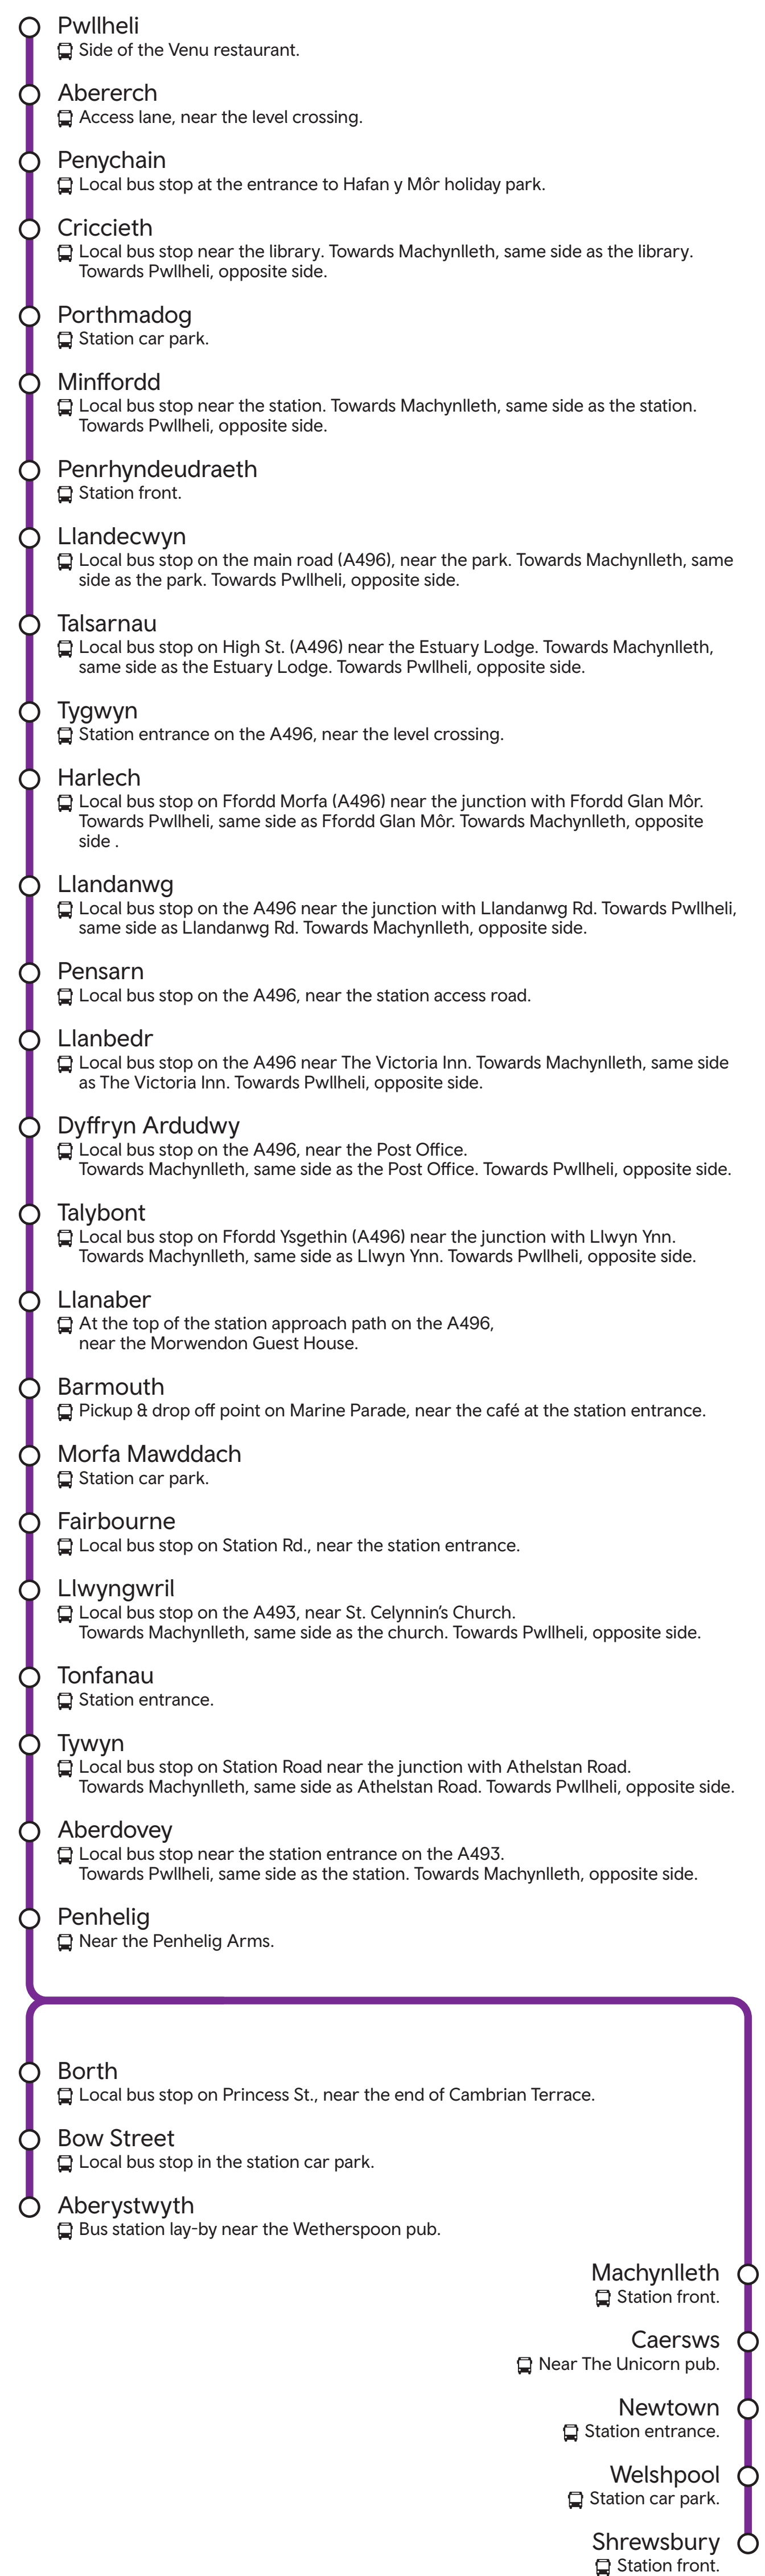 Pwllheli
Side of the Venu restaurant.
Abererch
Access lane, near the level crossing.
Penychain
Local bus stop at the entrance to Hafan y Môr holiday park.
Criccieth
Local bus stop near the library. Towards Machynlleth, same side as the library.
Towards Pwllheli, opposite side.
Porthmadog
Station car park.
Minffordd
Local bus stop near the station. Towards Machynlleth, same side as the station.
Towards Pwllheli, opposite side.
Penrhyndeudraeth
Station front.
Llandecwyn
Local bus stop on the main road (A496), near the park. Towards Machynlleth, same
side as the park. Towards Pwllheli, opposite side.
Talsarnau
Local bus stop on High St. (A496) near the Estuary Lodge. Towards Machynlleth,
same side as the Estuary Lodge. Towards Pwllheli, opposite side.
Tygwyn
Station entrance on the A496, near the level crossing.
Harlech
Local bus stop on Ffordd Morfa (A496) near the junction with Ffordd Glan Môr.
Towards Pwllheli, same side as Ffordd Glan Môr. Towards Machynlleth, opposite
side .
Llandanwg
Local bus stop on the A496 near the junction with Llandanwg Rd. Towards Pwllheli,
same side as Llandanwg Rd. Towards Machynlleth, opposite side.
Pensarn
Local bus stop on the A496, near the station access road.
Llanbedr
Local bus stop on the A496 near The Victoria Inn. Towards Machynlleth, same side
as The Victoria Inn. Towards Pwllheli, opposite side.
Dyffryn Ardudwy
Local bus stop on the A496, near the Post Office.
Towards Machynlleth, same side as the Post Office. Towards Pwllheli, opposite side.
Talybont
Local bus stop on Ffordd Ysgethin (A496) near the junction with Llwyn Ynn.
Towards Machynlleth, same side as Llwyn Ynn. Towards Pwllheli, opposite side.
Llanaber
At the top of the station approach path on the A496,
near the Morwendon Guest House.
Barmouth
Pickup & drop off point on Marine Parade, near the café at the station entrance.
Morfa Mawddach
Station car park.
Fairbourne
Local bus stop on Station Rd., near the station entrance.
Llwyngwril
Local bus stop on the A493, near St. Celynnin's Church.
Towards Machynlleth, same side as the church. Towards Pwllheli, opposite side.
Tonfanau
Station entrance.
Tywyn
Local bus stop on Station Road near the junction with Athelstan Road.
Towards Machynlleth, same side as Athelstan Road. Towards Pwllheli, opposite side.
Aberdovey
Local bus stop near the station entrance on the A493.
Towards Pwllheli, same side as the station. Towards Machynlleth, opposite side.
Penhelig
Near the Penhelig Arms.
Borth
Local bus stop on Princess St., near the end of Cambrian Terrace.
Bow Street
Local bus stop in the station car park.
Aberystwyth
Bus station lay-by near the Wetherspoon pub.
Machynlleth
Station front.
Caersws
Near The Unicorn pub.
Newtown
Station entrance.
Welshpool
Station car park.
Shrewsbury
Station front.